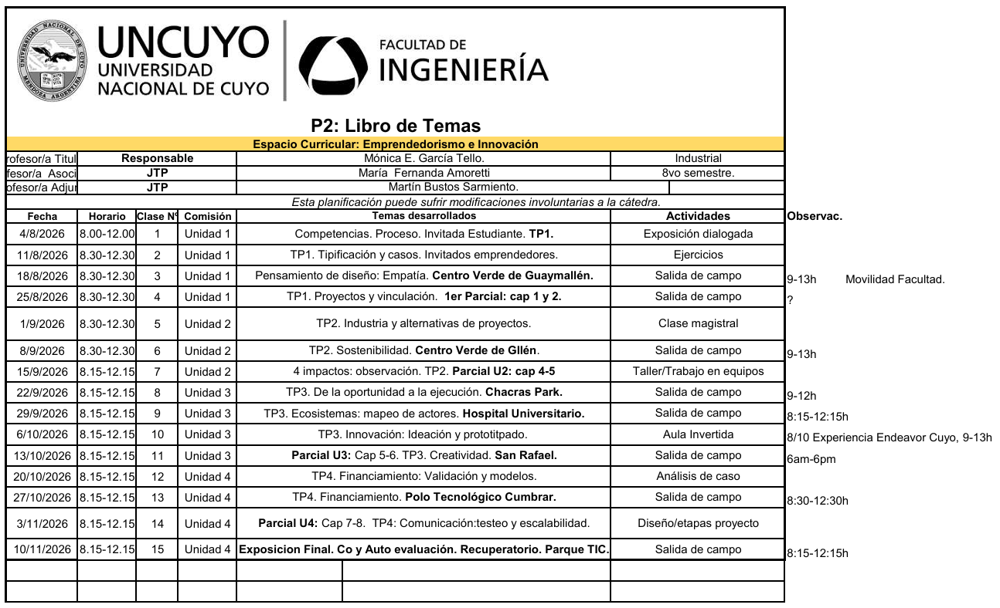 UNCUYO
UNIVERSIDAD
NACIONAL DE CUYO
FACULTAD DE
INGENIERÍA
P2: Libro de Temas
Espacio Curricular: Emprendedorismo e Innovación
rofesor/a Titul Responsable Mónica E. García Tello. Industrial
fesor/a Asoci JTP María Fernanda Amoretti 8vo semestre.
ofesor/a Adjur JTP Martín Bustos Sarmiento.
Esta planificación puede sufrir modificaciones involuntarias a la cátedra.
Fecha Horario Clase Nº Comisión Temas desarrollados Actividades Observac.
4/8/2026 8.00-12.00 1 Unidad 1 Competencias. Proceso. Invitada Estudiante. TP1. Exposición dialogada
11/8/2026 8.30-12.30 2 Unidad 1 TP1. Tipificación y casos. Invitados emprendedores. Ejercicios
18/8/2026 8.30-12.30 3 Unidad 1 Pensamiento de diseño: Empatía. Centro Verde de Guaymallén. Salida de campo 9-13h Movilidad Facultad.
25/8/2026 8.30-12.30 4 Unidad 1 TP1. Proyectos y vinculación. 1er Parcial: cap 1 y 2. Salida de campo ?
1/9/2026 8.30-12.30 5 Unidad 2 TP2. Industria y alternativas de proyectos. Clase magistral
8/9/2026 8.30-12.30 6 Unidad 2 TP2. Sostenibilidad. Centro Verde de Gllén. Salida de campo 9-13h
15/9/2026 8.15-12.15 7 Unidad 2 4 impactos: observación. TP2. Parcial U2: cap 4-5 Taller/Trabajo en equipos
22/9/2026 8.15-12.15 8 Unidad 3 TP3. De la oportunidad a la ejecución. Chacras Park. Salida de campo 9-12h
29/9/2026 8.15-12.15 9 Unidad 3 TP3. Ecosistemas: mapeo de actores. Hospital Universitario. Salida de campo 8:15-12:15h
6/10/2026 8.15-12.15 10 Unidad 3 TP3. Innovación: Ideación y prototitpado. Aula Invertida 8/10 Experiencia Endeavor Cuyo, 9-13h
13/10/2026 8.15-12.15 11 Unidad 3 Parcial U3: Cap 5-6. TP3. Creatividad. San Rafael. Salida de campo 6am-6pm
20/10/2026 8.15-12.15 12 Unidad 4 TP4. Financiamiento: Validación y modelos. Análisis de caso
27/10/2026 8.15-12.15 13 Unidad 4 TP4. Financiamiento. Polo Tecnológico Cumbrar. Salida de campo 8:30-12:30h
3/11/2026 8.15-12.15 14 Unidad 4 Parcial U4: Cap 7-8. TP4: Comunicación:testeo y escalabilidad. Diseño/etapas proyecto
10/11/2026 8.15-12.15 15 Unidad 4 Exposicion Final. Co y Auto evaluación. Recuperatorio. Parque TIC. Salida de campo 8:15-12:15h